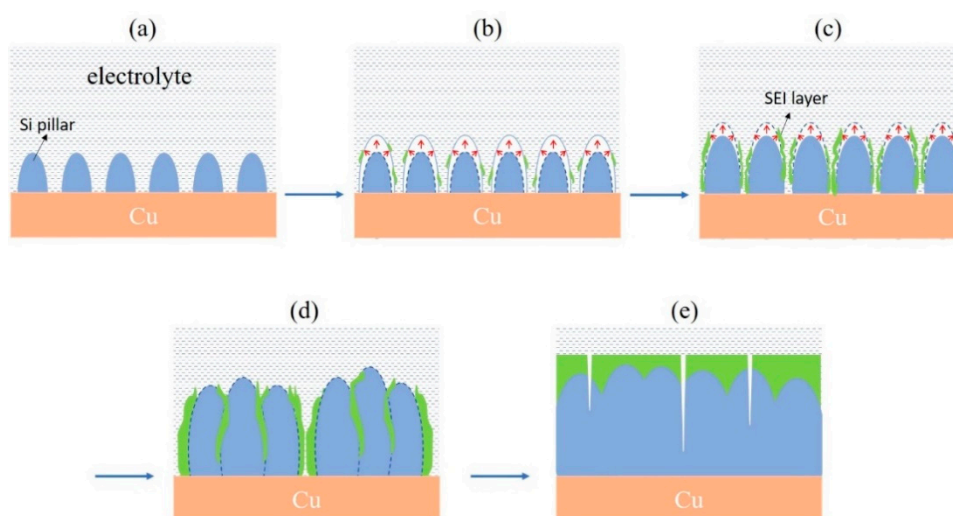 (a)
(b)
(c)
electrolyte
Si pillar
SEI layer
Cu
Cu
Cu
(d)
(e)
Cu
Cu